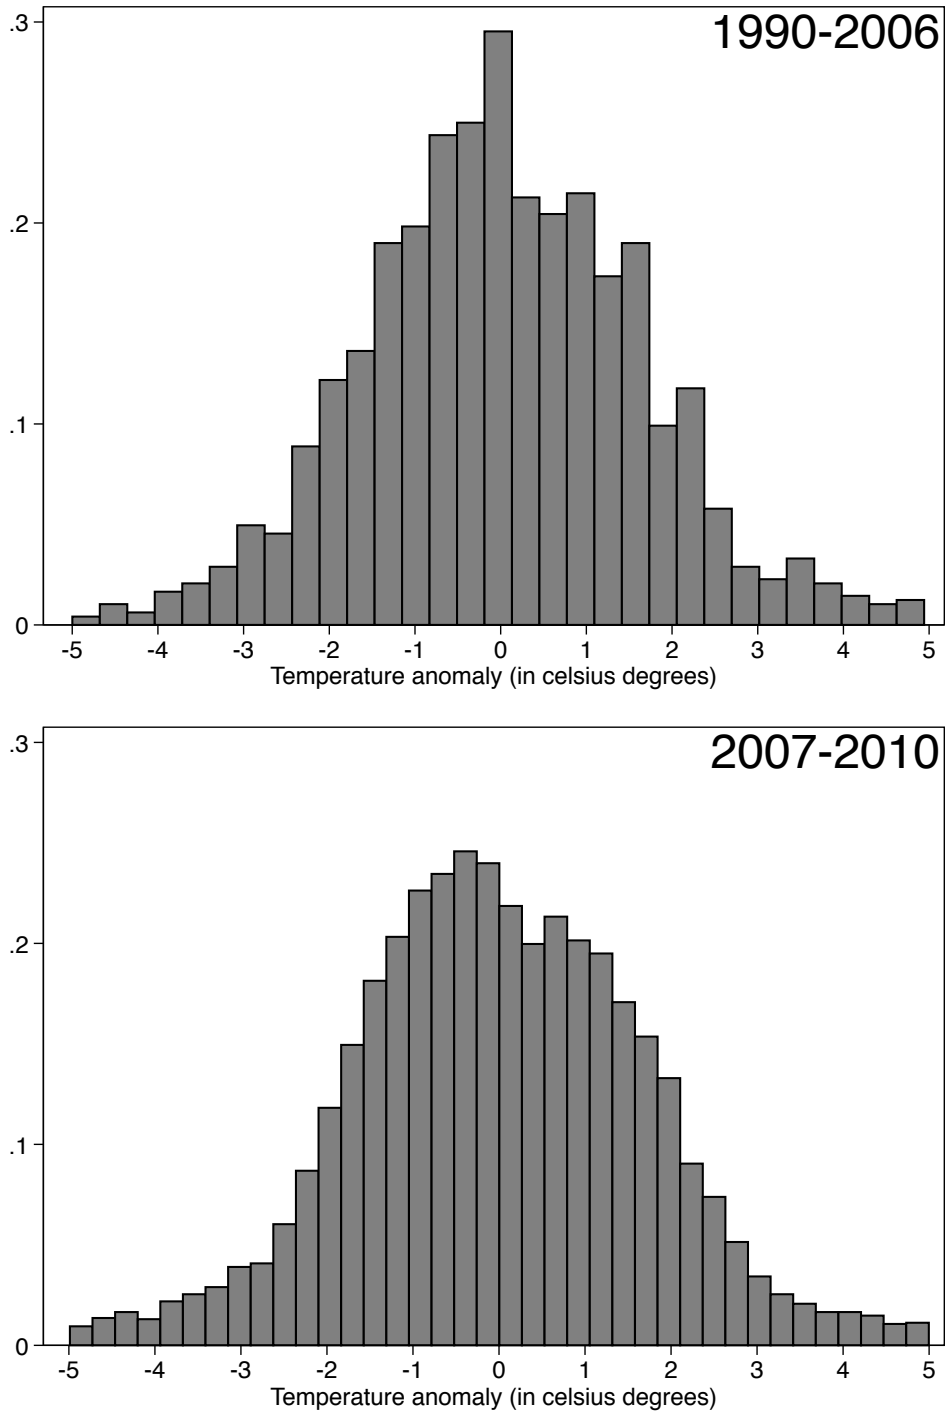 1990-2006
.3
.2
.1
0
-5 -4 -3 -2 -1 0 1 2 3 4 5
Temperature anomaly (in celsius degrees)
2007-2010
.3
.2
.1
0
-5 -4 -3 -2 -1 0 1 2 3 4 5
Temperature anomaly (in celsius degrees)